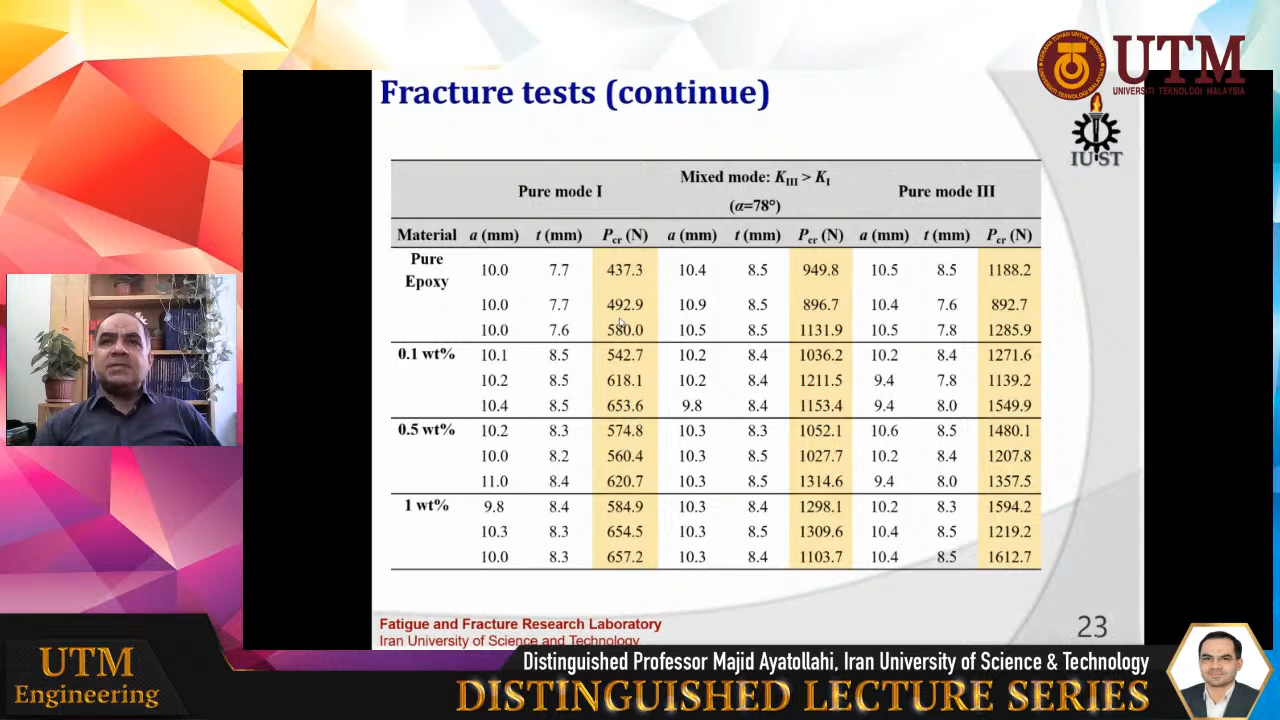 UTM
UNIVERSITI TEKNOLOGI MALAYSIA
Fracture tests (continue)
IUST
Pure mode I Mixed mode: KIII > KI (α=78°) Pure mode III
Material a (mm) t (mm) Pcr (N) a (mm) t (mm) Pcr (N) a (mm) t (mm) Pcr (N)
Pure Epoxy 10.0 7.7 437.3 10.4 8.5 949.8 10.5 8.5 1188.2
10.0 7.7 492.9 10.9 8.5 896.7 10.4 7.6 892.7
10.0 7.6 580.0 10.5 8.5 1131.9 10.5 7.8 1285.9
0.1 wt% 10.1 8.5 542.7 10.2 8.4 1036.2 10.2 8.4 1271.6
10.2 8.5 618.1 10.2 8.4 1211.5 9.4 7.8 1139.2
10.4 8.5 653.6 9.8 8.4 1153.4 9.4 8.0 1549.9
0.5 wt% 10.2 8.3 574.8 10.3 8.3 1052.1 10.6 8.5 1480.1
10.0 8.2 560.4 10.3 8.5 1027.7 10.2 8.4 1207.8
11.0 8.4 620.7 10.3 8.5 1314.6 9.4 8.0 1357.5
1 wt% 9.8 8.4 584.9 10.3 8.4 1298.1 10.2 8.3 1594.2
10.3 8.3 654.5 10.3 8.5 1309.6 10.4 8.5 1219.2
10.0 8.3 657.2 10.3 8.4 1103.7 10.4 8.5 1612.7
Fatigue and Fracture Research Laboratory
Iran University of Science and Technology
23
UTM
Engineering
Distinguished Professor Majid Ayatollahi, Iran University of Science & Technology
DISTINGUISHED LECTURE SERIES